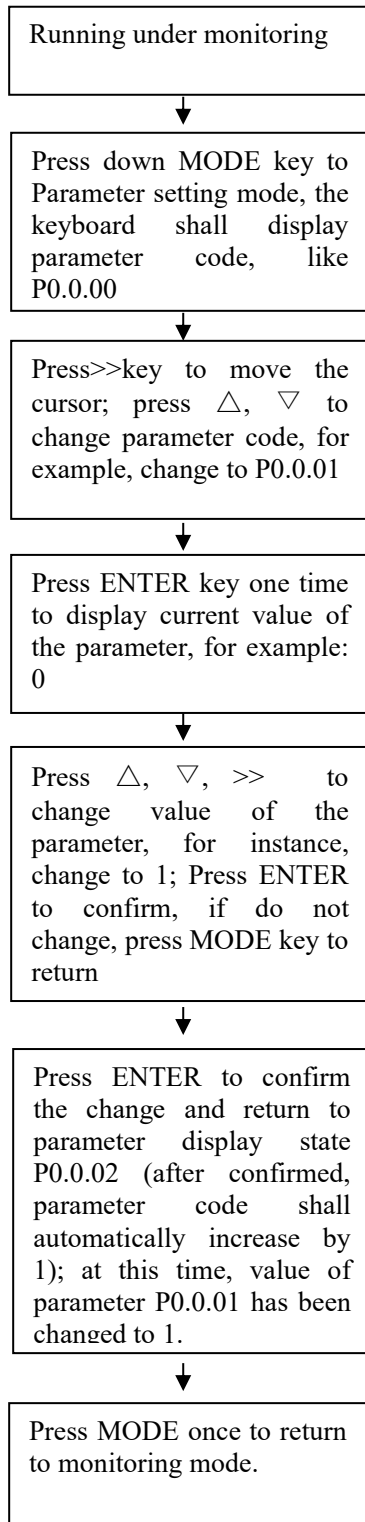 Running under monitoring
Press down MODE key to
Parameter setting mode, the
keyboard shall display
parameter code, like
P0.0.00
Press>>key to move the
cursor; press △, ▽ to
change parameter code, for
example, change to P0.0.01
Press ENTER key one time
to display current value of
the parameter, for example:
0
Press △, ▽, >> to
change value of the
parameter, for instance,
change to 1; Press ENTER
to confirm, if do not
change, press MODE key to
return
Press ENTER to confirm
the change and return to
parameter display state
P0.0.02 (after confirmed,
parameter code shall
automatically increase by
1); at this time, value of
parameter P0.0.01 has been
changed to 1.
Press MODE once to return
to monitoring mode.